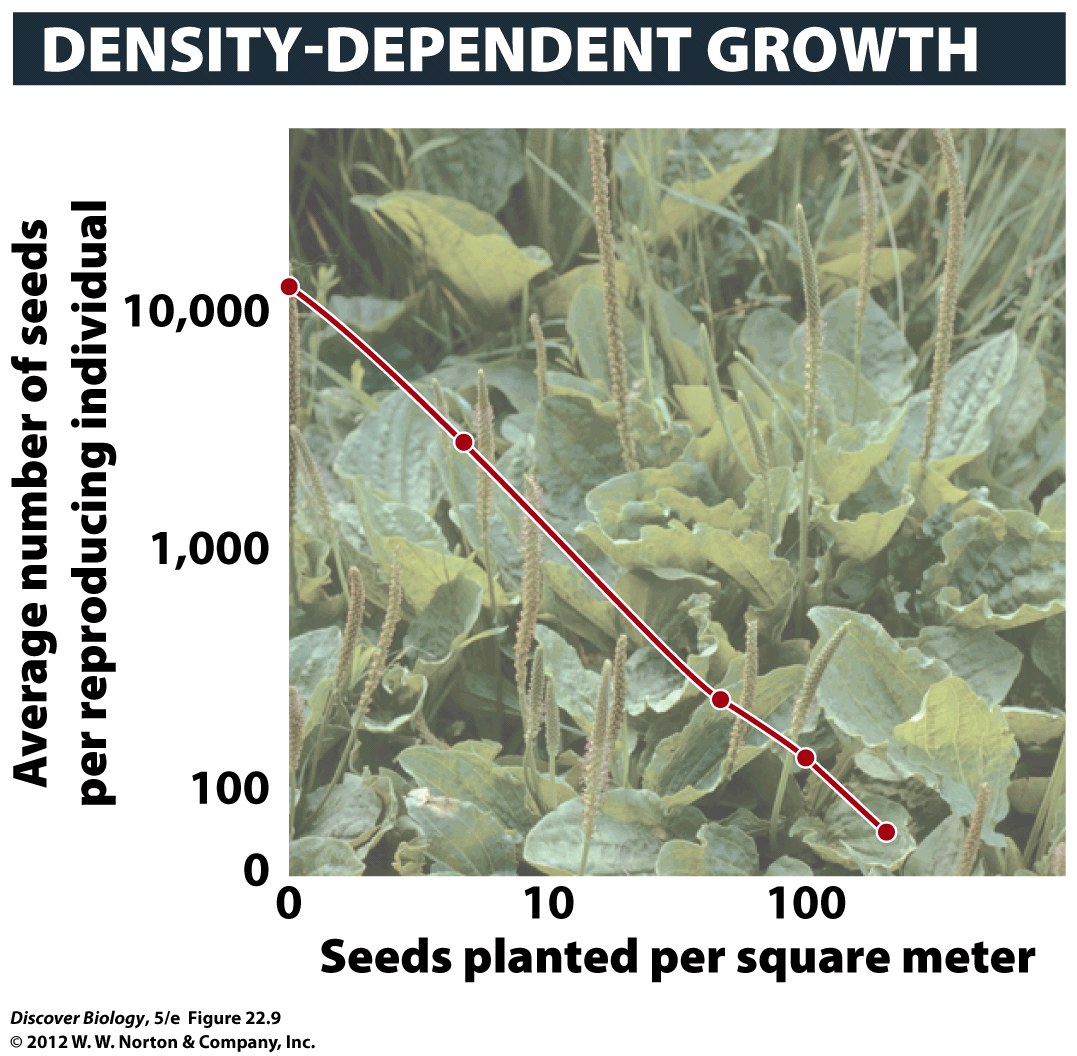 DENSITY-DEPENDENT GROWTH
Average number of seeds
per reproducing individual
10,000
1,000
100
0
0 10 100
Seeds planted per square meter
Discover Biology, 5/e Figure 22.9
© 2012 W. W. Norton & Company, Inc.